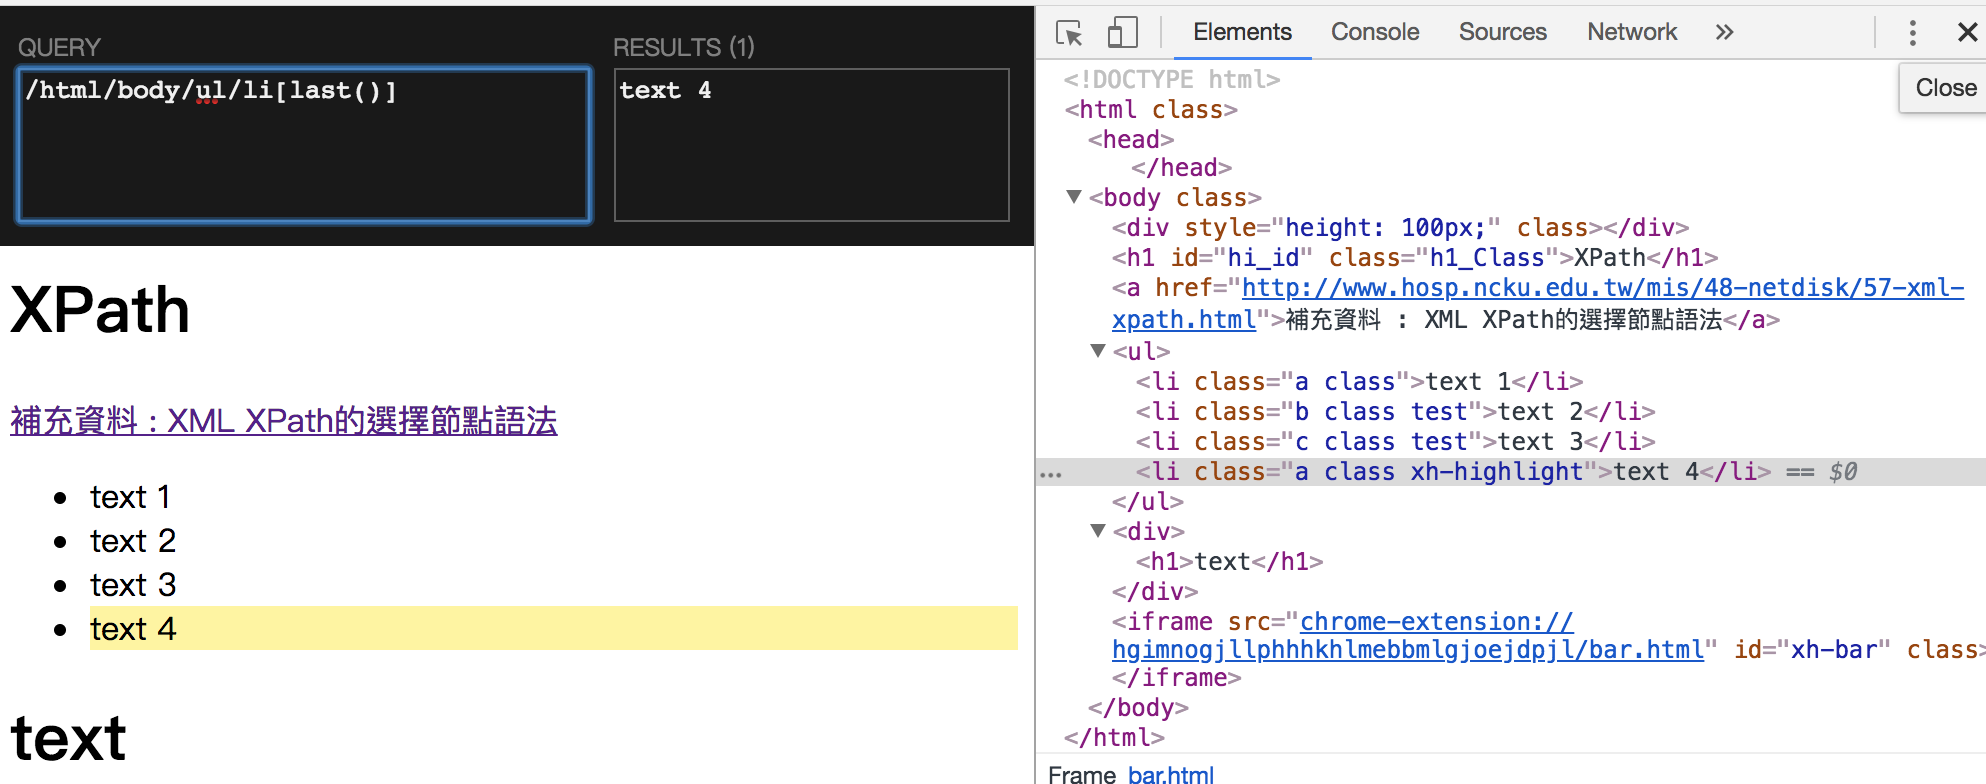 QUERY
/html/body/ul/li[last()]
RESULTS (1)
text 4
XPath
補充資料：XML XPath的選擇節點語法
text 1
text 2
text 3
text 4
text
Elements Console Sources Network »
Close
<!DOCTYPE html>
<html class>
<head>
</head>
▼<body class>
<div style="height: 100px;" class></div>
<h1 id="hi_id" class="h1_Class">XPath</h1>
<a href="http://www.hosp.ncku.edu.tw/mis/48-netdisk/57-xml-
xpath.html">補充資料 : XML XPath的選擇節點語法</a>
▼<ul>
<li class="a class">text 1</li>
<li class="b class test">text 2</li>
<li class="c class test">text 3</li>
<li class="a class xh-highlight">text 4</li> == $0
</ul>
▼<div>
<h1>text</h1>
</div>
<iframe src="chrome-extension://
hgimnogjllphhhkhlmebbmlgjoejdpjl/bar.html" id="xh-bar" class>
</iframe>
</body>
</html>
Frame bar.html